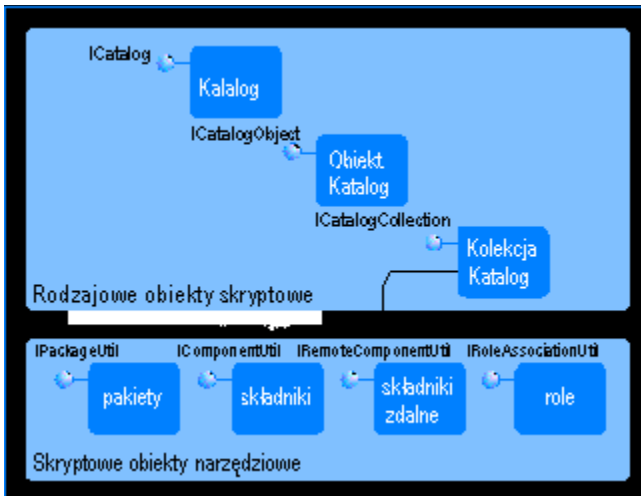 ICatalog
Kalalog
ICatalogObject
Obiekt
Katalog
ICatalogCollection
Kolekcja
Katalog
Rodzajowe obiekty skryptowe
IPackageUtil
IComponentUtil
IRemoteComponentUtil
IRoleAssociationUtil
pakiety
składniki
składniki
zdalne
role
Skryptowe obiekty narzędziowe